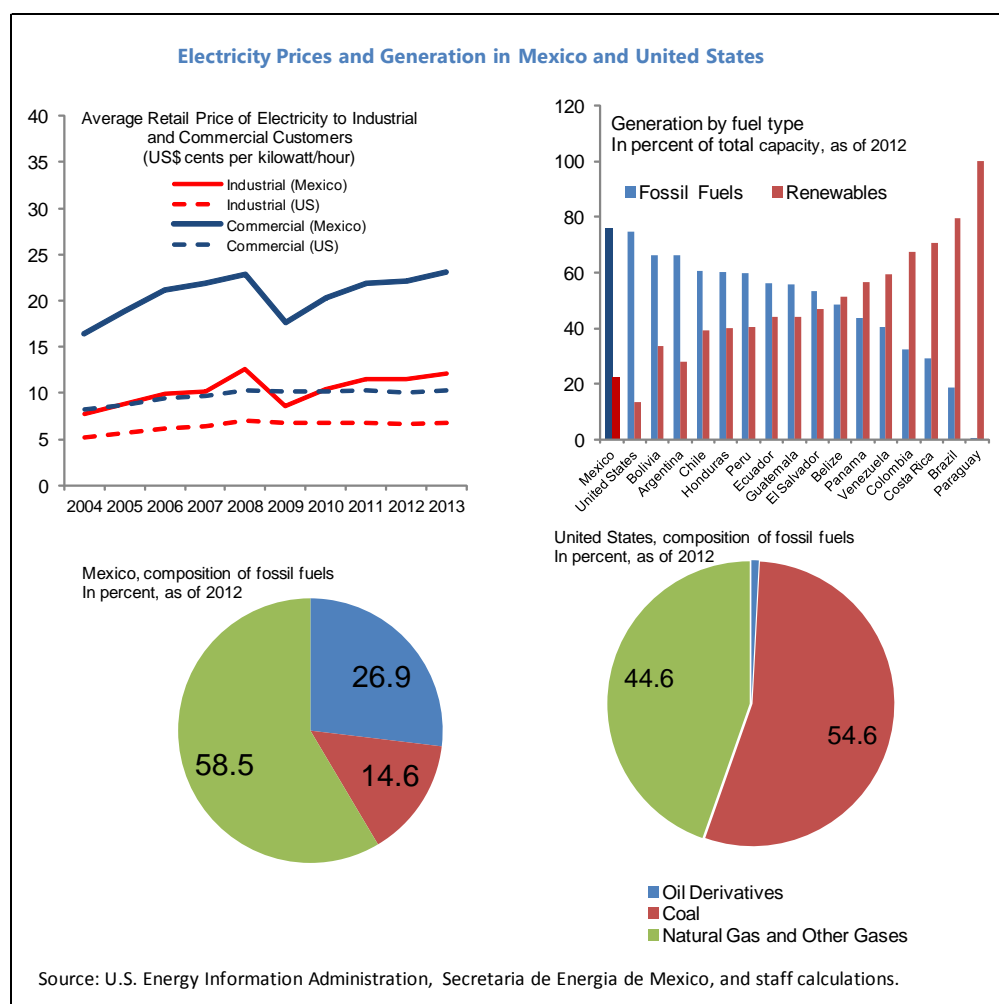 Electricity Prices and Generation in Mexico and United States
Average Retail Price of Electricity to Industrial
and Commercial Customers
(US$ cents per kilowatt/hour)
Industrial (Mexico)
Industrial (US)
Commercial (Mexico)
Commercial (US)
40
35
30
25
20
15
10
5
0
2004 2005 2006 2007 2008 2009 2010 2011 2012 2013
Generation by fuel type
In percent of total capacity, as of 2012
Fossil Fuels Renewables
120
100
80
60
40
20
0
Mexico
United States
Bolivia
Argentina
Chile
Honduras
Peru
Ecuador
Guatemala
El Salvador
Belize
Panama
Venezuela
Colombia
Costa Rica
Brazil
Paraguay
Mexico, composition of fossil fuels
In percent, as of 2012
26.9
14.6
58.5
United States, composition of fossil fuels
In percent, as of 2012
44.6
54.6
Oil Derivatives
Coal
Natural Gas and Other Gases
Source: U.S. Energy Information Administration, Secretaria de Energia de Mexico, and staff calculations.